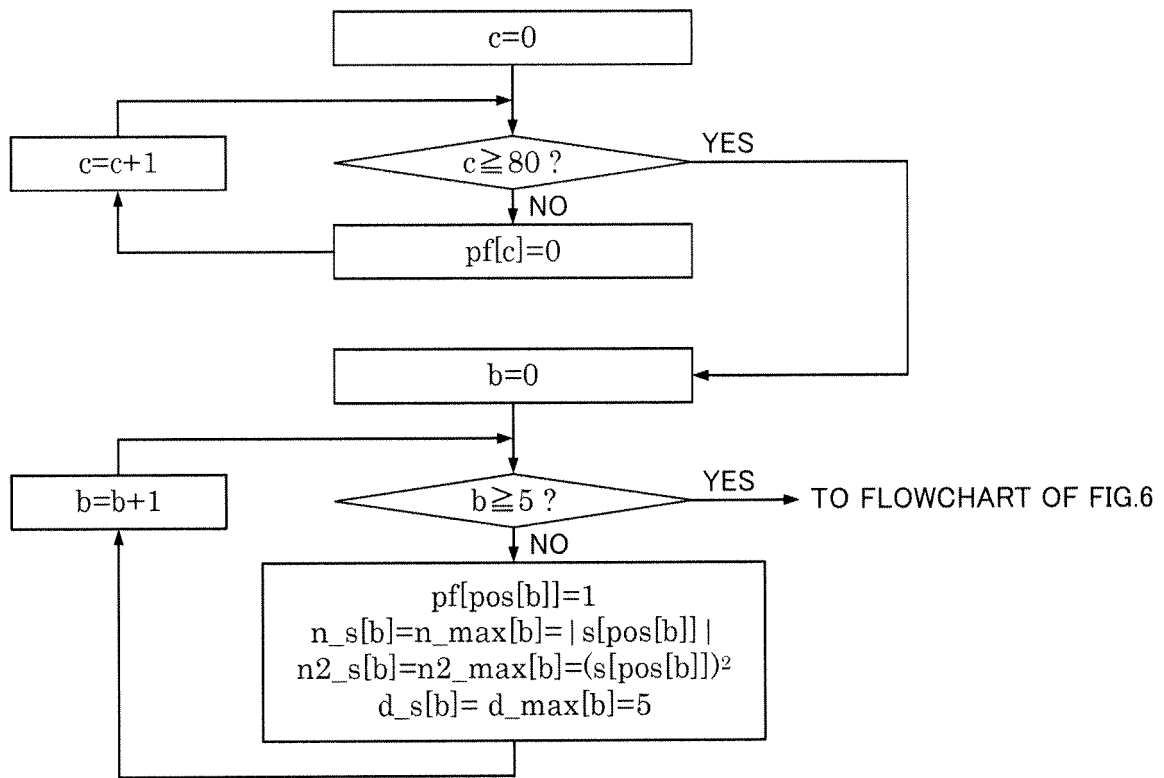 c=0
c=c+1
c≧80 ?
YES
NO
pf[c]=0
b=0
b=b+1
b≧5 ?
YES
TO FLOWCHART OF FIG.6
NO
pf[pos[b]]=1
n_s[b]=n_max[b]=|s[pos[b]]|
n2_s[b]=n2_max[b]=(s[pos[b]])²
d_s[b]= d_max[b]=5